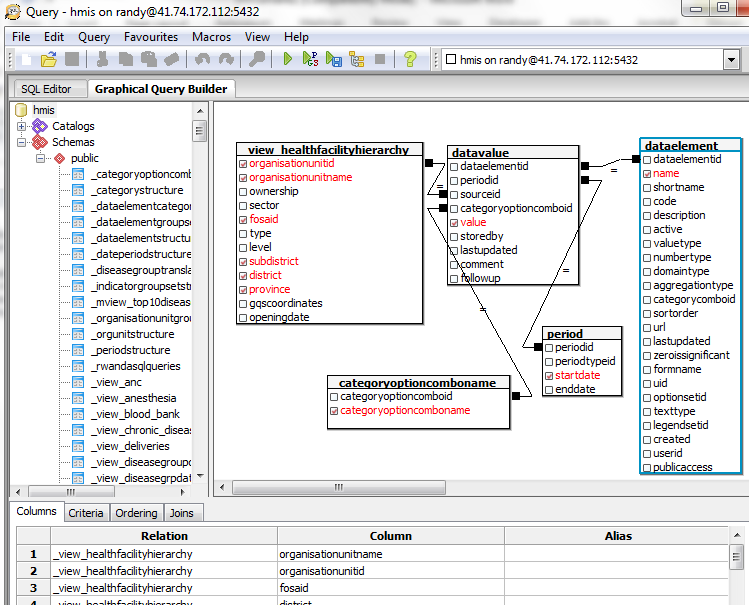 Query - hmis on randy@41.74.172.112:5432
File Edit Query Favourites Macros View Help
hmis on randy@41.74.172.112:5432
SQL Editor Graphical Query Builder
hmis
Catalogs
Schemas
public
_categoryoptioncomb
_categorystructure
_dataelementcatego
_dataelementgroups
_dataelementstructu
_dateperiodstructure
_diseasegrouptransla
_indicatorgroupsetst
_mview_top10diseas
_organisationunitgrou
_orgunitstructure
_periodstructure
_rwandasqlqueries
_view_anc
_view_anesthesia
_view_blood_bank
_view_chronic_diseas
_view_deliveries
_view_diseasegroupd
_view_diseasegrpdat
view_healthfacilityhierarchy
organisationunitid
organisationunitname
ownership
sector
fosaid
type
level
subdistrict
district
province
gqscoordinates
openingdate
datavalue
dataelementid
periodid
sourceid
categoryoptioncomboid
value
storedby
lastupdated
comment
followup
dataelement
dataelementid
name
shortname
code
description
active
valuetype
numbertype
domaintype
aggregationtype
categorycomboid
sortorder
url
lastupdated
zeroissignificant
formname
uid
optionsetid
texttype
legendsetid
created
userid
publicaccess
period
periodid
periodtypeid
startdate
enddate
categoryoptioncomboname
categoryoptioncomboid
categoryoptioncomboname
=
=
=
=
Columns Criteria Ordering Joins
Relation Column Alias
1 _view_healthfacilityhierarchy organisationunitname
2 _view_healthfacilityhierarchy organisationunitid
3 _view_healthfacilityhierarchy fosaid
4 _view_healthfacilityhierarchy district